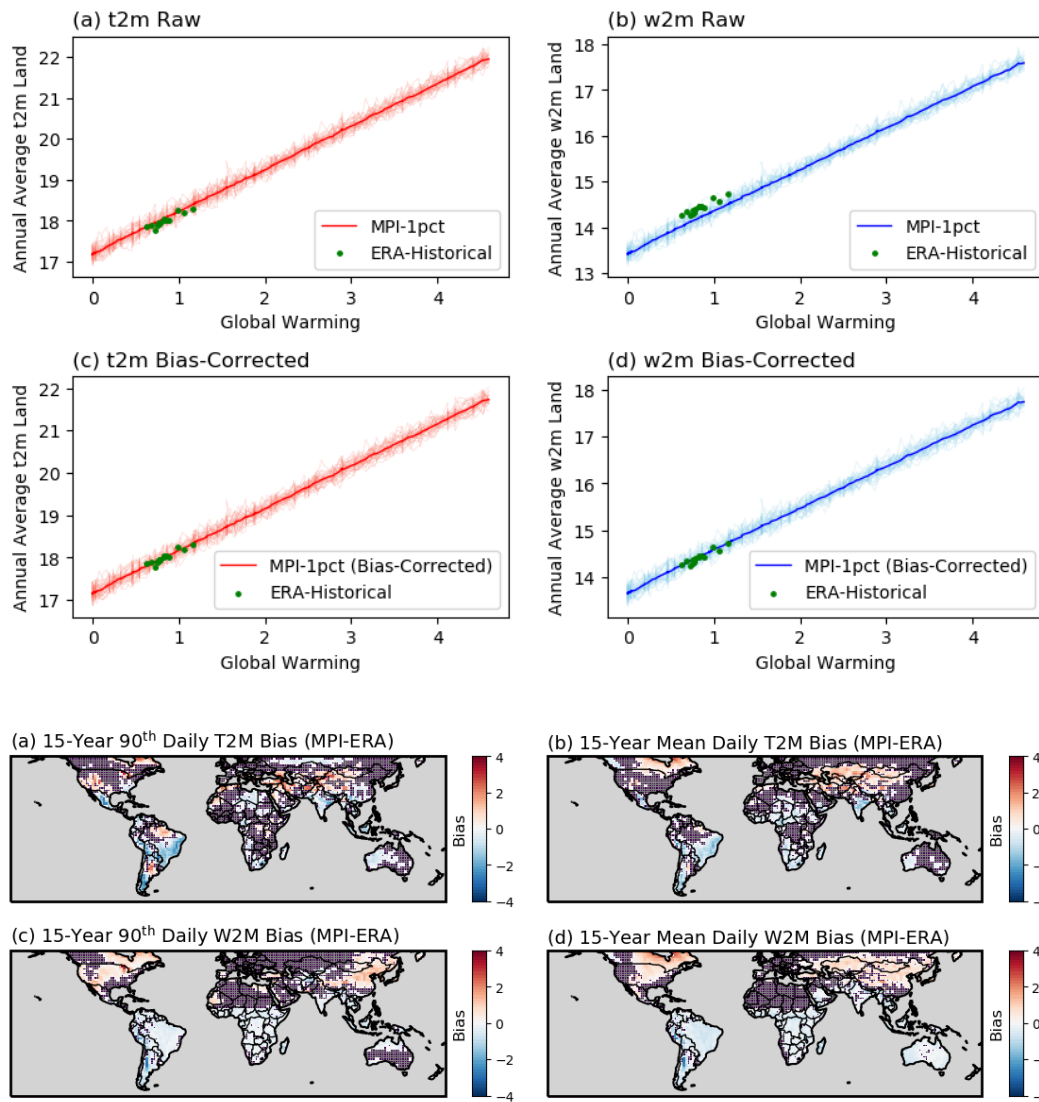 (a) t2m Raw
Annual Average t2m Land
22
21
20
19
18
17
0 1 2 3 4
Global Warming
MPI-1pct
ERA-Historical
(b) w2m Raw
Annual Average w2m Land
18
17
16
15
14
13
0 1 2 3 4
Global Warming
MPI-1pct
ERA-Historical
(c) t2m Bias-Corrected
Annual Average t2m Land
22
21
20
19
18
17
0 1 2 3 4
Global Warming
MPI-1pct (Bias-Corrected)
ERA-Historical
(d) w2m Bias-Corrected
Annual Average w2m Land
18
17
16
15
14
0 1 2 3 4
Global Warming
MPI-1pct (Bias-Corrected)
ERA-Historical
(a) 15-Year 90th Daily T2M Bias (MPI-ERA)
4
2
0
−2
−4
Bias
(b) 15-Year Mean Daily T2M Bias (MPI-ERA)
4
2
0
−2
−4
Bias
(c) 15-Year 90th Daily W2M Bias (MPI-ERA)
4
2
0
−2
−4
Bias
(d) 15-Year Mean Daily W2M Bias (MPI-ERA)
4
2
0
−2
−4
Bias